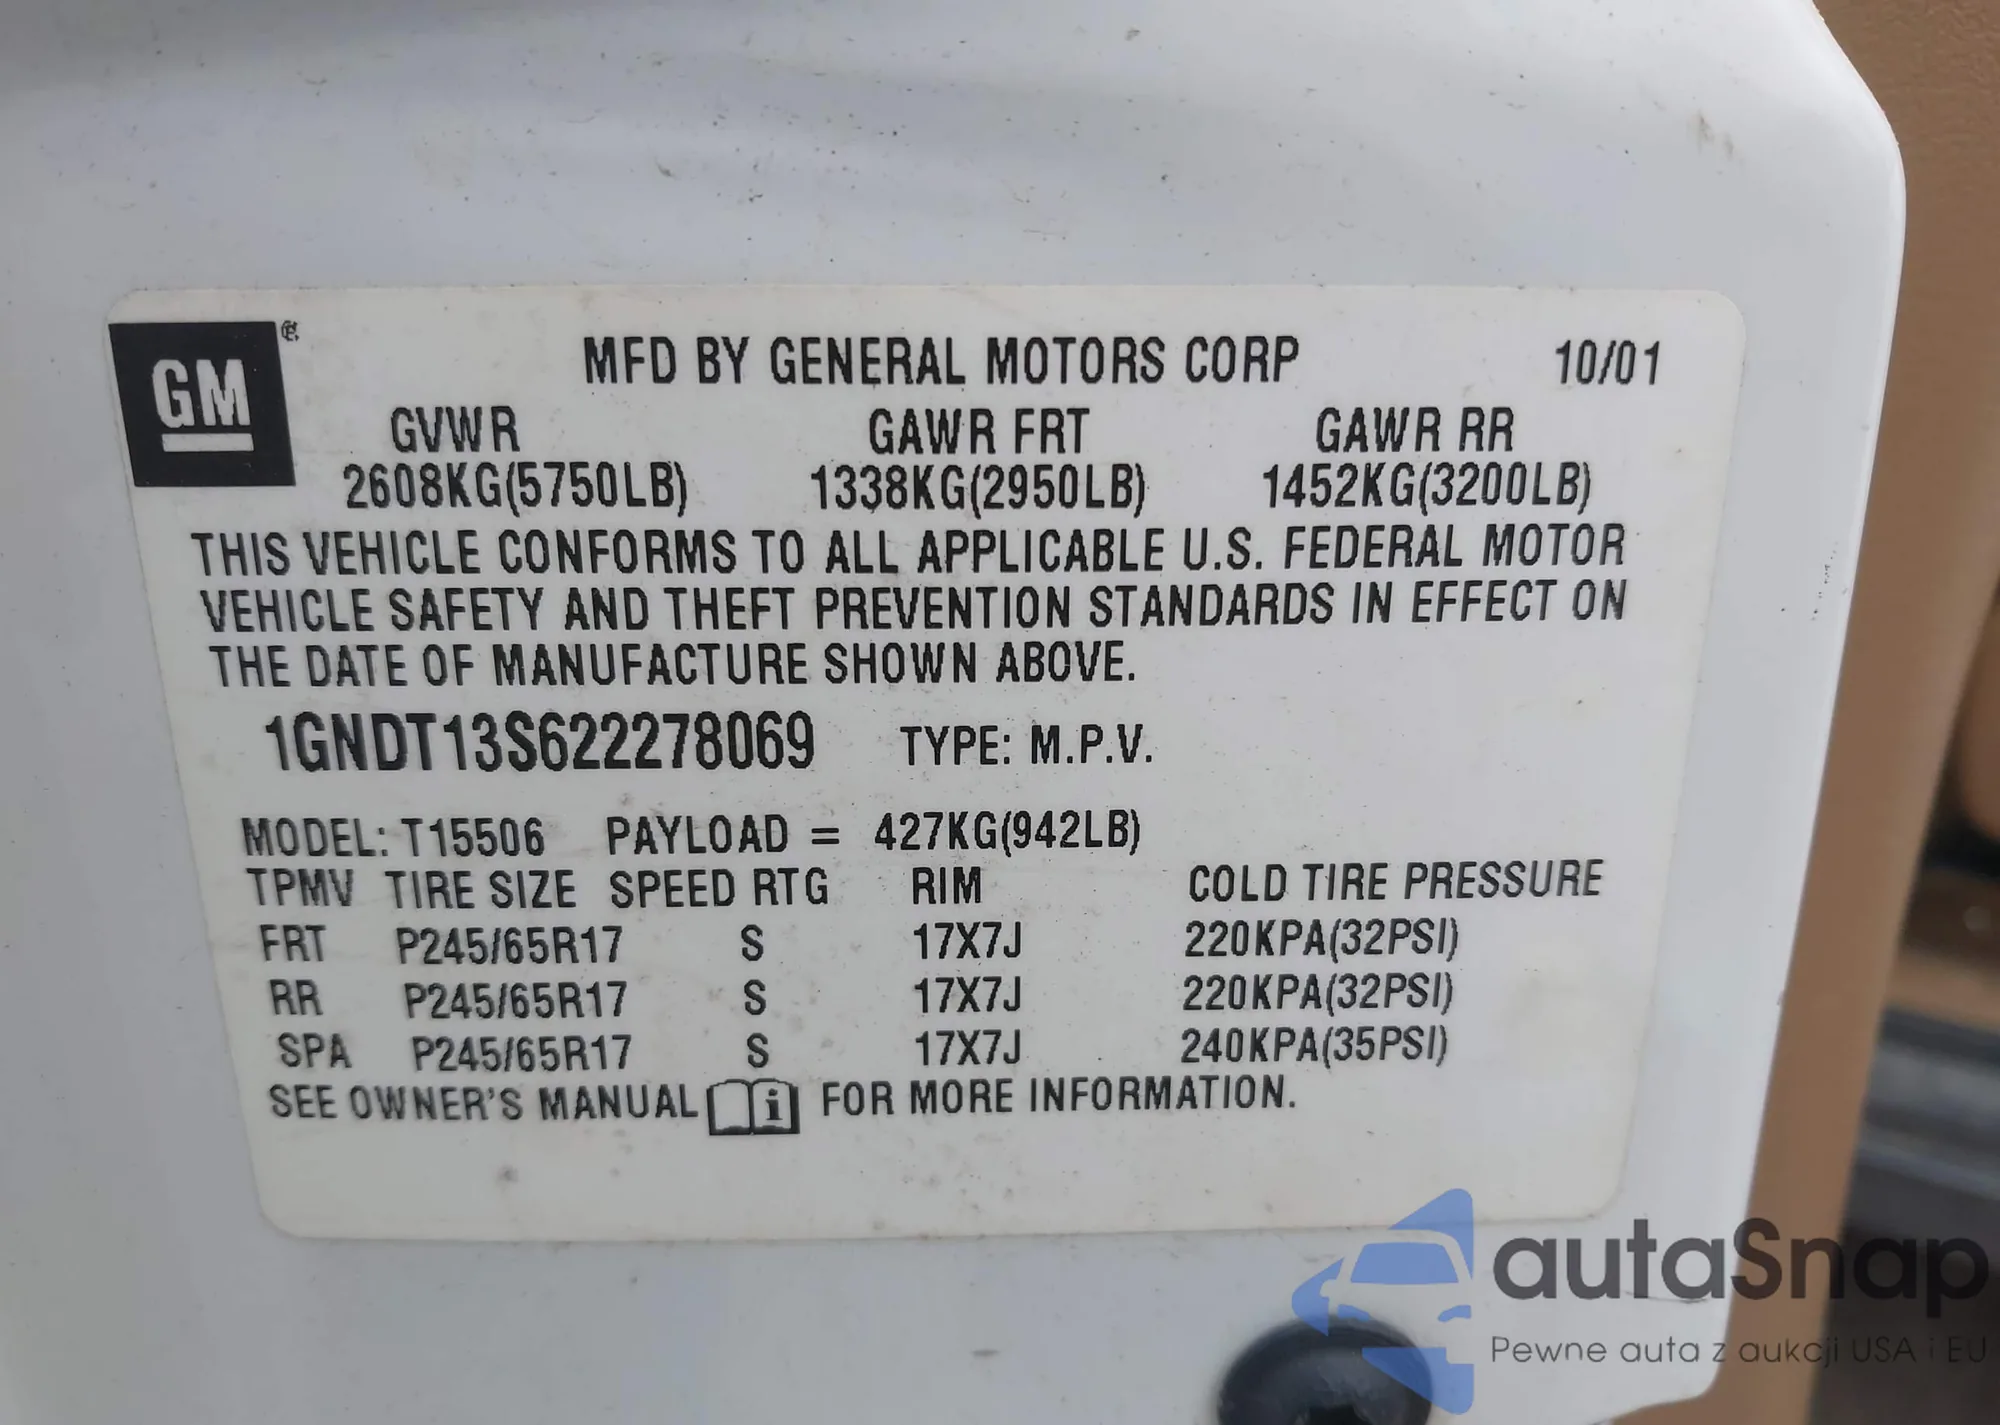 GM
MFD BY GENERAL MOTORS CORP 10/01
GVWR GAWR FRT GAWR RR
2608KG(5750LB) 1338KG(2950LB) 1452KG(3200LB)
THIS VEHICLE CONFORMS TO ALL APPLICABLE U.S. FEDERAL MOTOR
VEHICLE SAFETY AND THEFT PREVENTION STANDARDS IN EFFECT ON
THE DATE OF MANUFACTURE SHOWN ABOVE.
1GNDT13S622278069 TYPE: M.P.V.
MODEL: T15506 PAYLOAD = 427KG(942LB)
TPMV TIRE SIZE SPEED RTG RIM COLD TIRE PRESSURE
FRT P245/65R17 S 17X7J 220KPA(32PSI)
RR P245/65R17 S 17X7J 220KPA(32PSI)
SPA P245/65R17 S 17X7J 240KPA(35PSI)
SEE OWNER'S MANUAL i FOR MORE INFORMATION.
autaSnap
Pewne auta z aukcji USA i EU